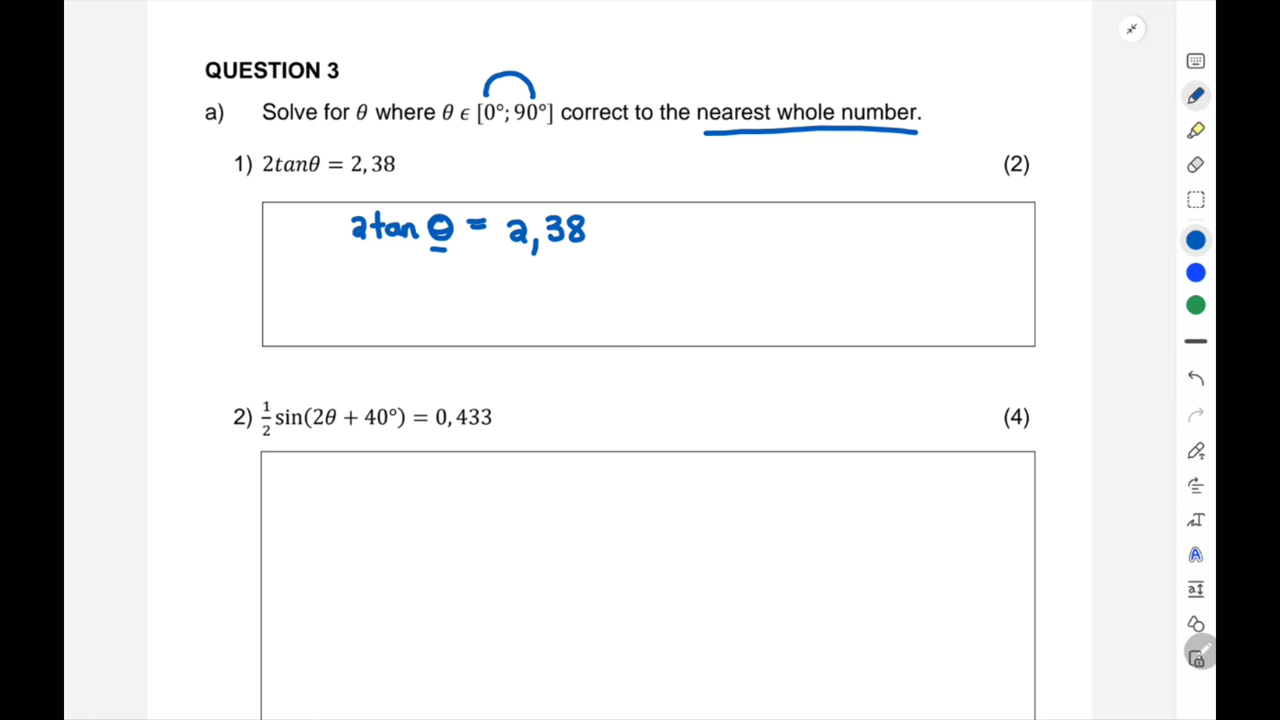 QUESTION 3
a) Solve for θ where θ ϵ [0°; 90°] correct to the nearest whole number.
1) 2tanθ = 2,38 (2)
2tan θ = 2,38
2) 1/2 sin(2θ + 40°) = 0,433 (4)